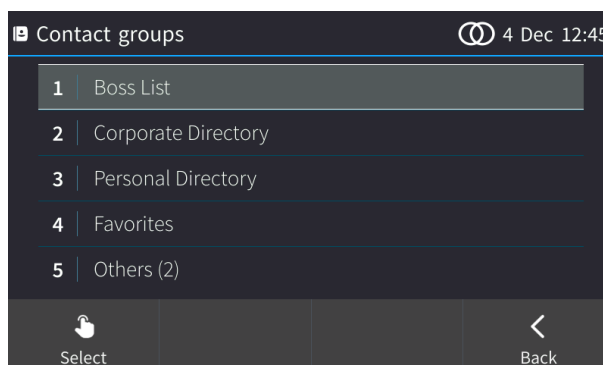 Contact groups 4 Dec 12:45
1 Boss List
2 Corporate Directory
3 Personal Directory
4 Favorites
5 Others (2)
Select Back